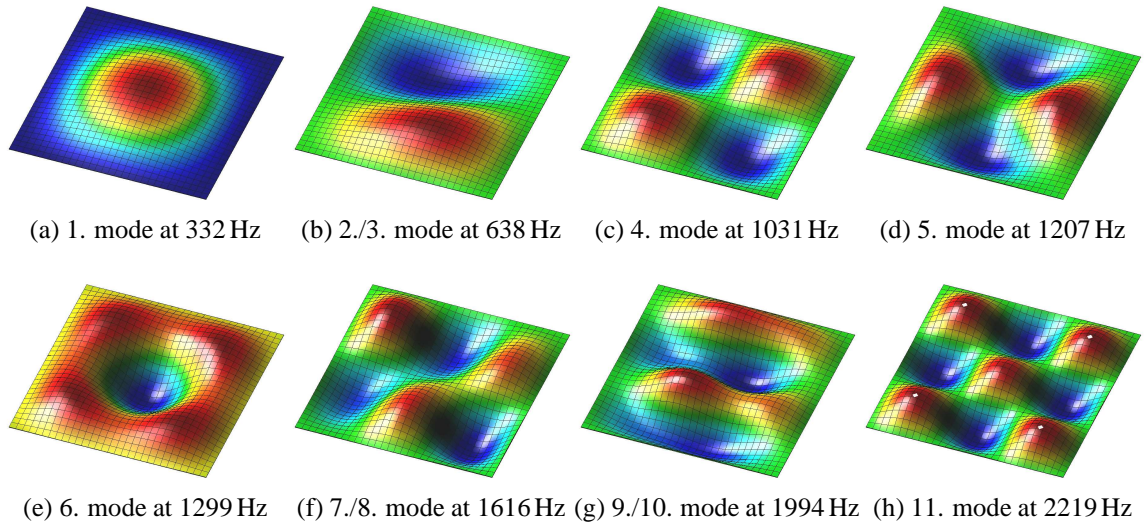 (a) 1. mode at 332 Hz
(b) 2./3. mode at 638 Hz
(c) 4. mode at 1031 Hz
(d) 5. mode at 1207 Hz
(e) 6. mode at 1299 Hz
(f) 7./8. mode at 1616 Hz
(g) 9./10. mode at 1994 Hz
(h) 11. mode at 2219 Hz